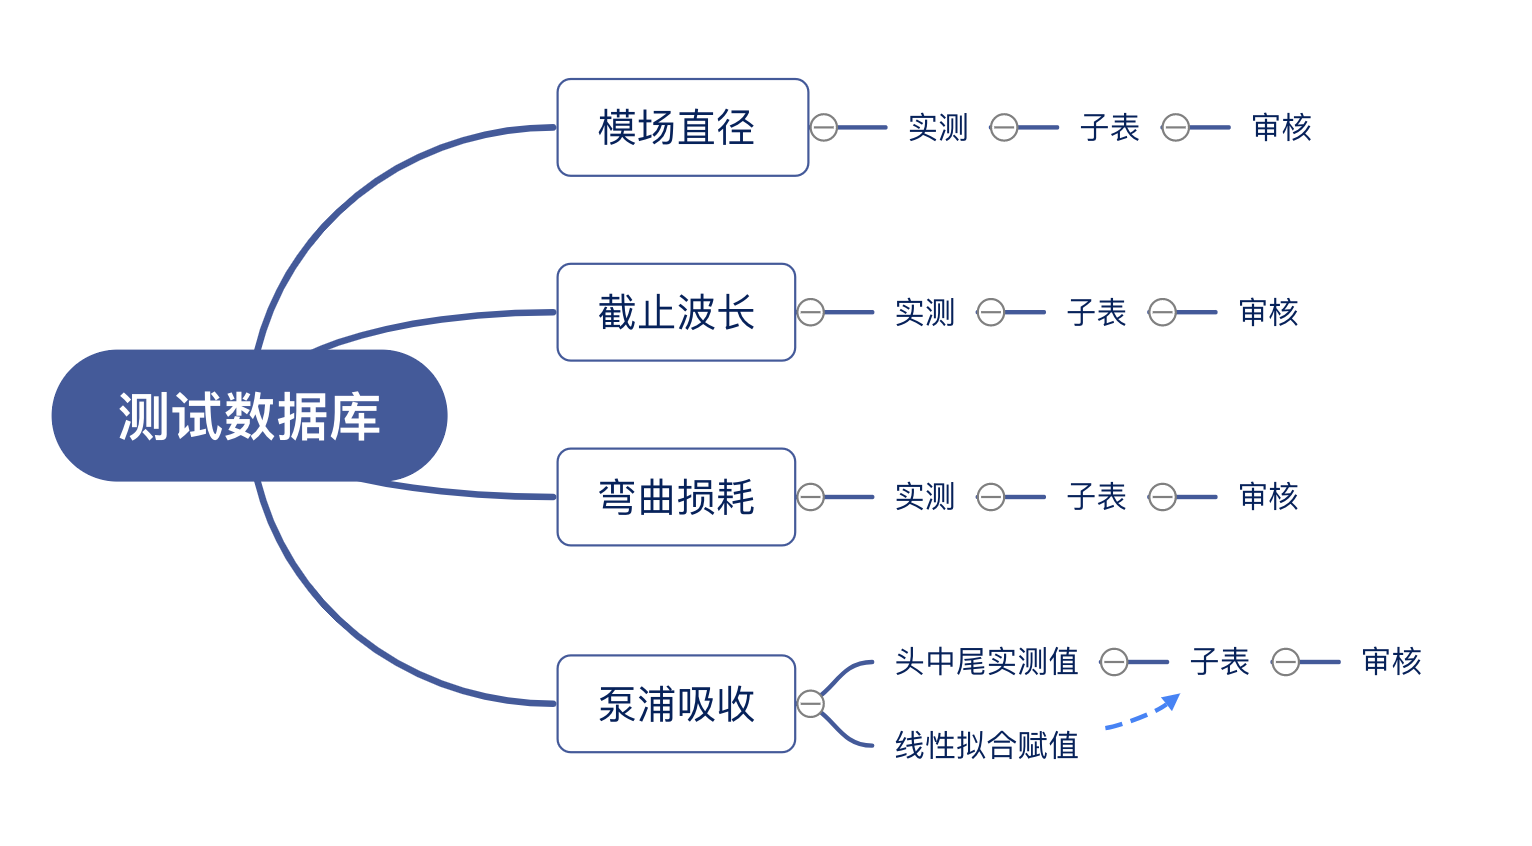 测试数据库
模场直径
实测
子表
审核
截止波长
实测
子表
审核
弯曲损耗
实测
子表
审核
泵浦吸收
头中尾实测值
子表
审核
线性拟合赋值